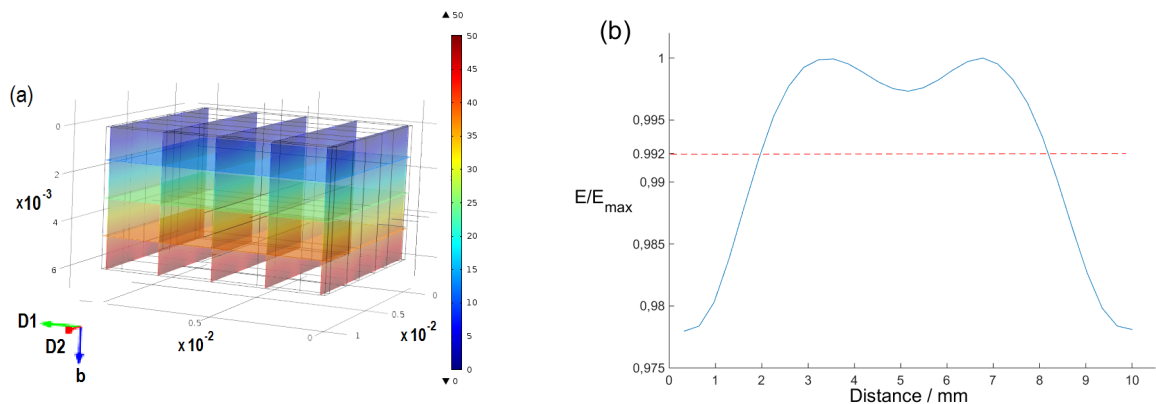 (a)
▲ 50
50
45
40
35
30
25
20
15
10
5
0
▼ 0
0
2
x10⁻³
4
6
0.5
x 10⁻²
0
1
0.5
x 10⁻²
0
D1
D2
b
(b)
1
0,995
0.992
0,99
E/Emax
0,985
0,98
0,975
0 1 2 3 4 5 6 7 8 9 10
Distance / mm